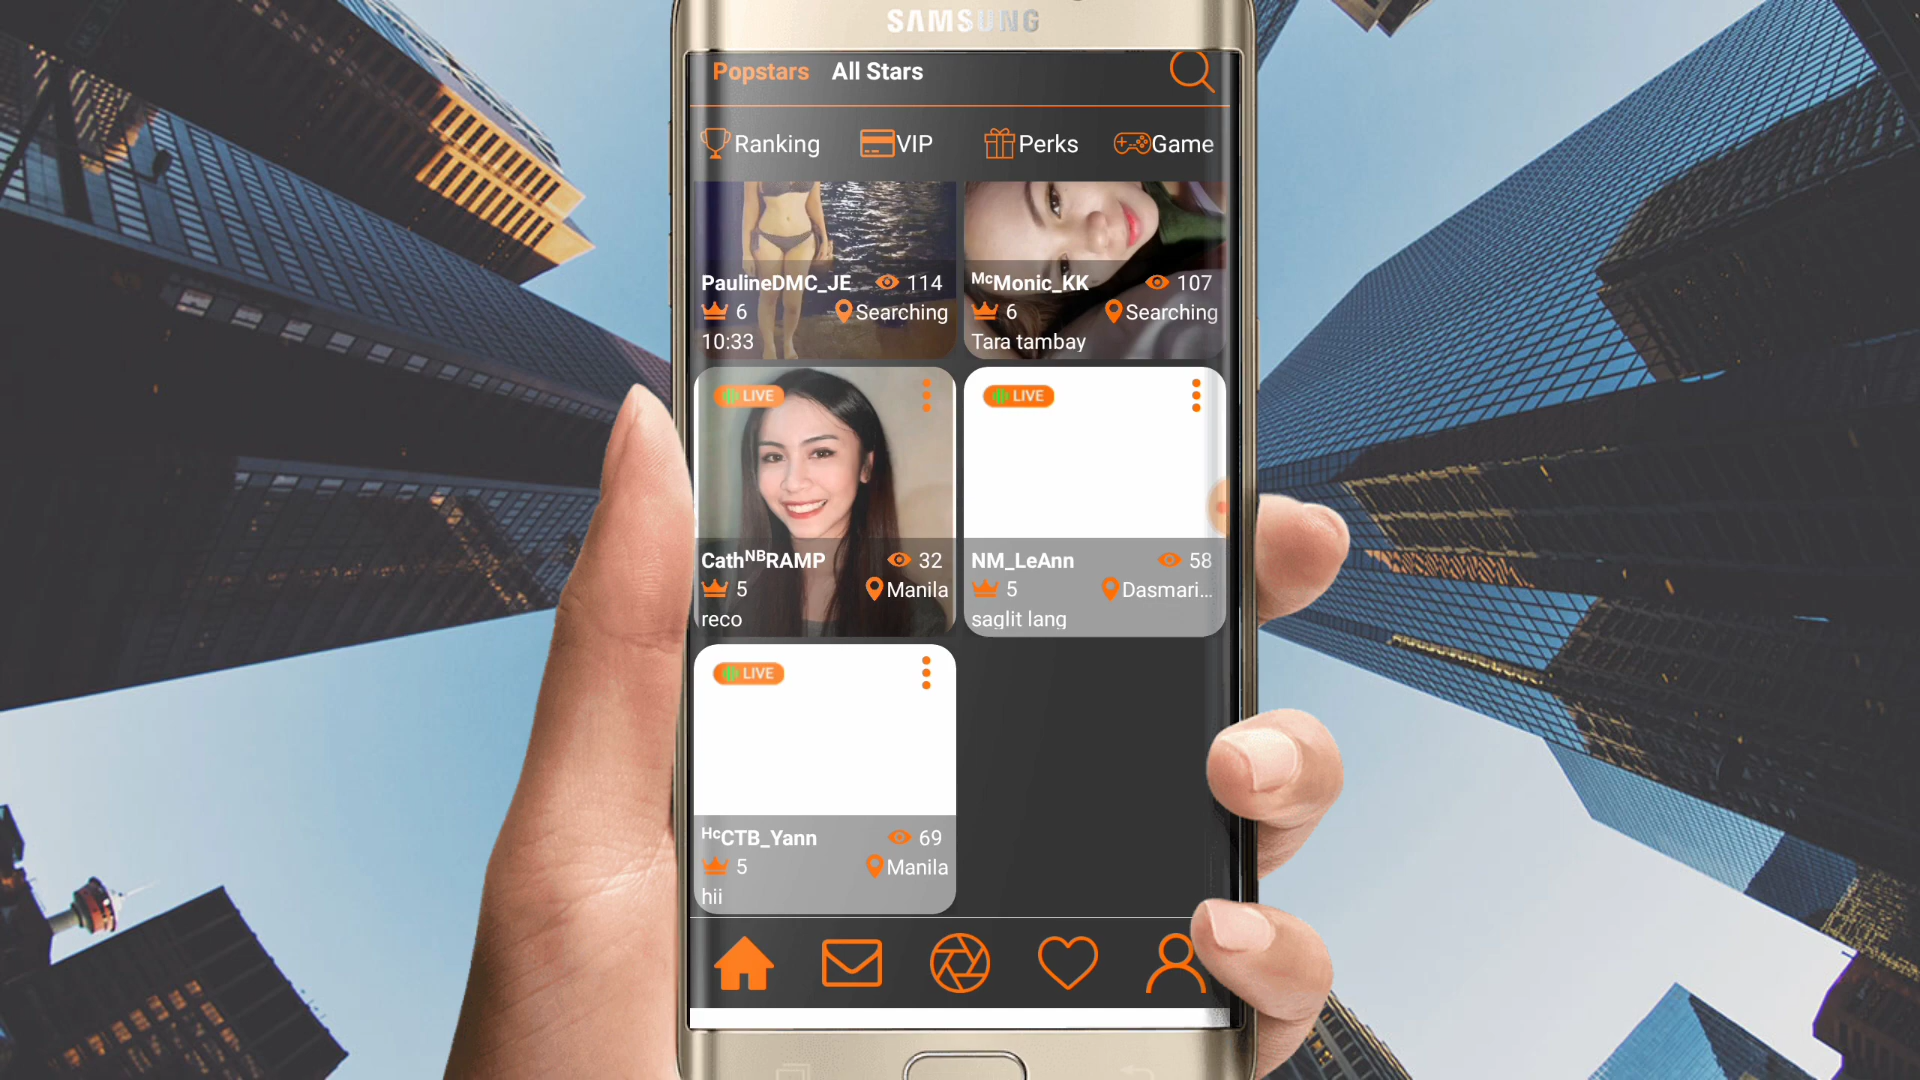 SAMSUNG
Popstars All Stars
Ranking VIP Perks Game
PaulineDMC_JE 114
6 Searching
10:33
McMonic_KK 107
6 Searching
Tara tambay
LIVE
CathNBRAMP 32
5 Manila
reco
LIVE
NM_LeAnn 58
5 Dasmari...
saglit lang
LIVE
HcCTB_Yann 69
5 Manila
hii